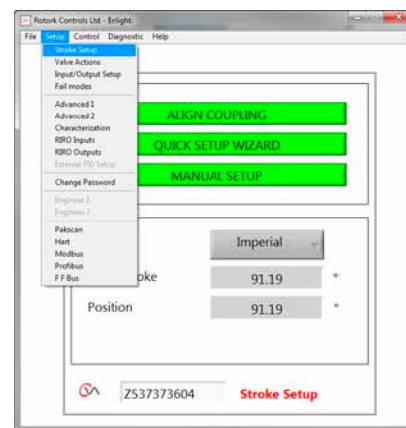 Rotork Controls Ltd - Enlight.
File Setup Control Diagnostic Help
Stroke Setup
Valve Actions
Input/Output Setup
Fail modes
Advanced 1
Advanced 2
Characterization
RIRO Inputs
RIRO Outputs
External PID Setup
Change Password
Engineer 1
Engineer 2
Pakscan
Hart
Modbus
Profibus
F F Bus
ALIGN COUPLING
QUICK SETUP WIZARD
MANUAL SETUP
Imperial
oke 91.19 °
Position 91.19 °
Z537373604 Stroke Setup